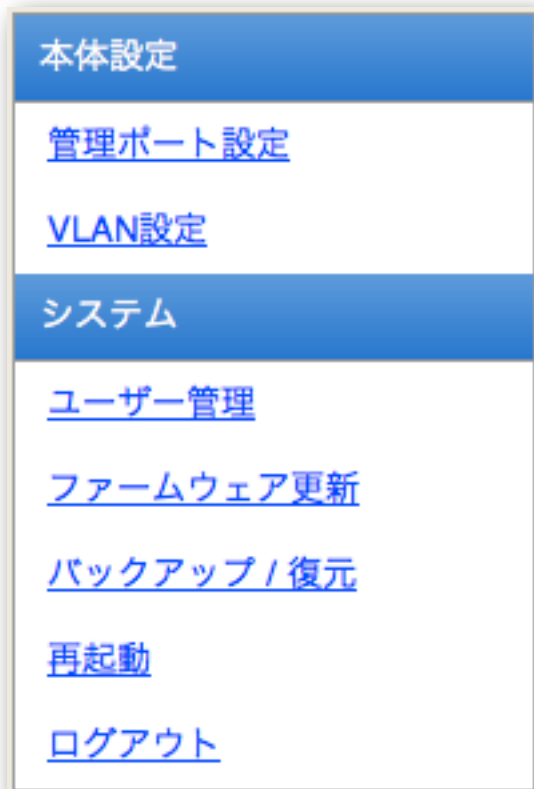 本体設定
管理ポート設定
VLAN設定
システム
ユーザー管理
ファームウェア更新
バックアップ / 復元
再起動
ログアウト